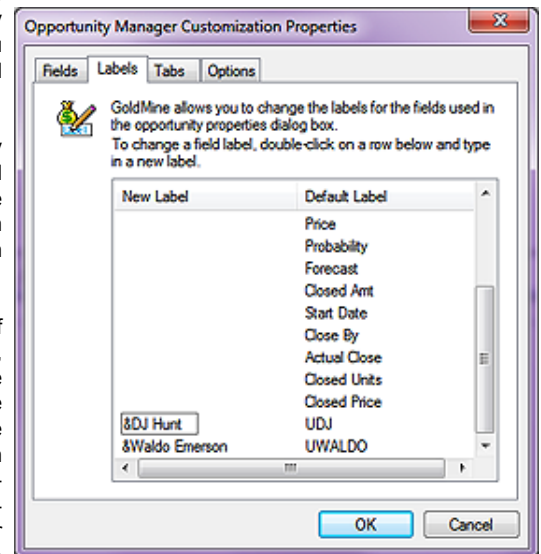 Opportunity Manager Customization Properties
Fields Labels Tabs Options
GoldMine allows you to change the labels for the fields used in
the opportunity properties dialog box.
To change a field label, double-click on a row below and type
in a new label.
New Label Default Label
Price
Probability
Forecast
Closed Amt
Start Date
Close By
Actual Close
Closed Units
Closed Price
&DJ Hunt UDJ
&Waldo Emerson UWALDO
OK Cancel